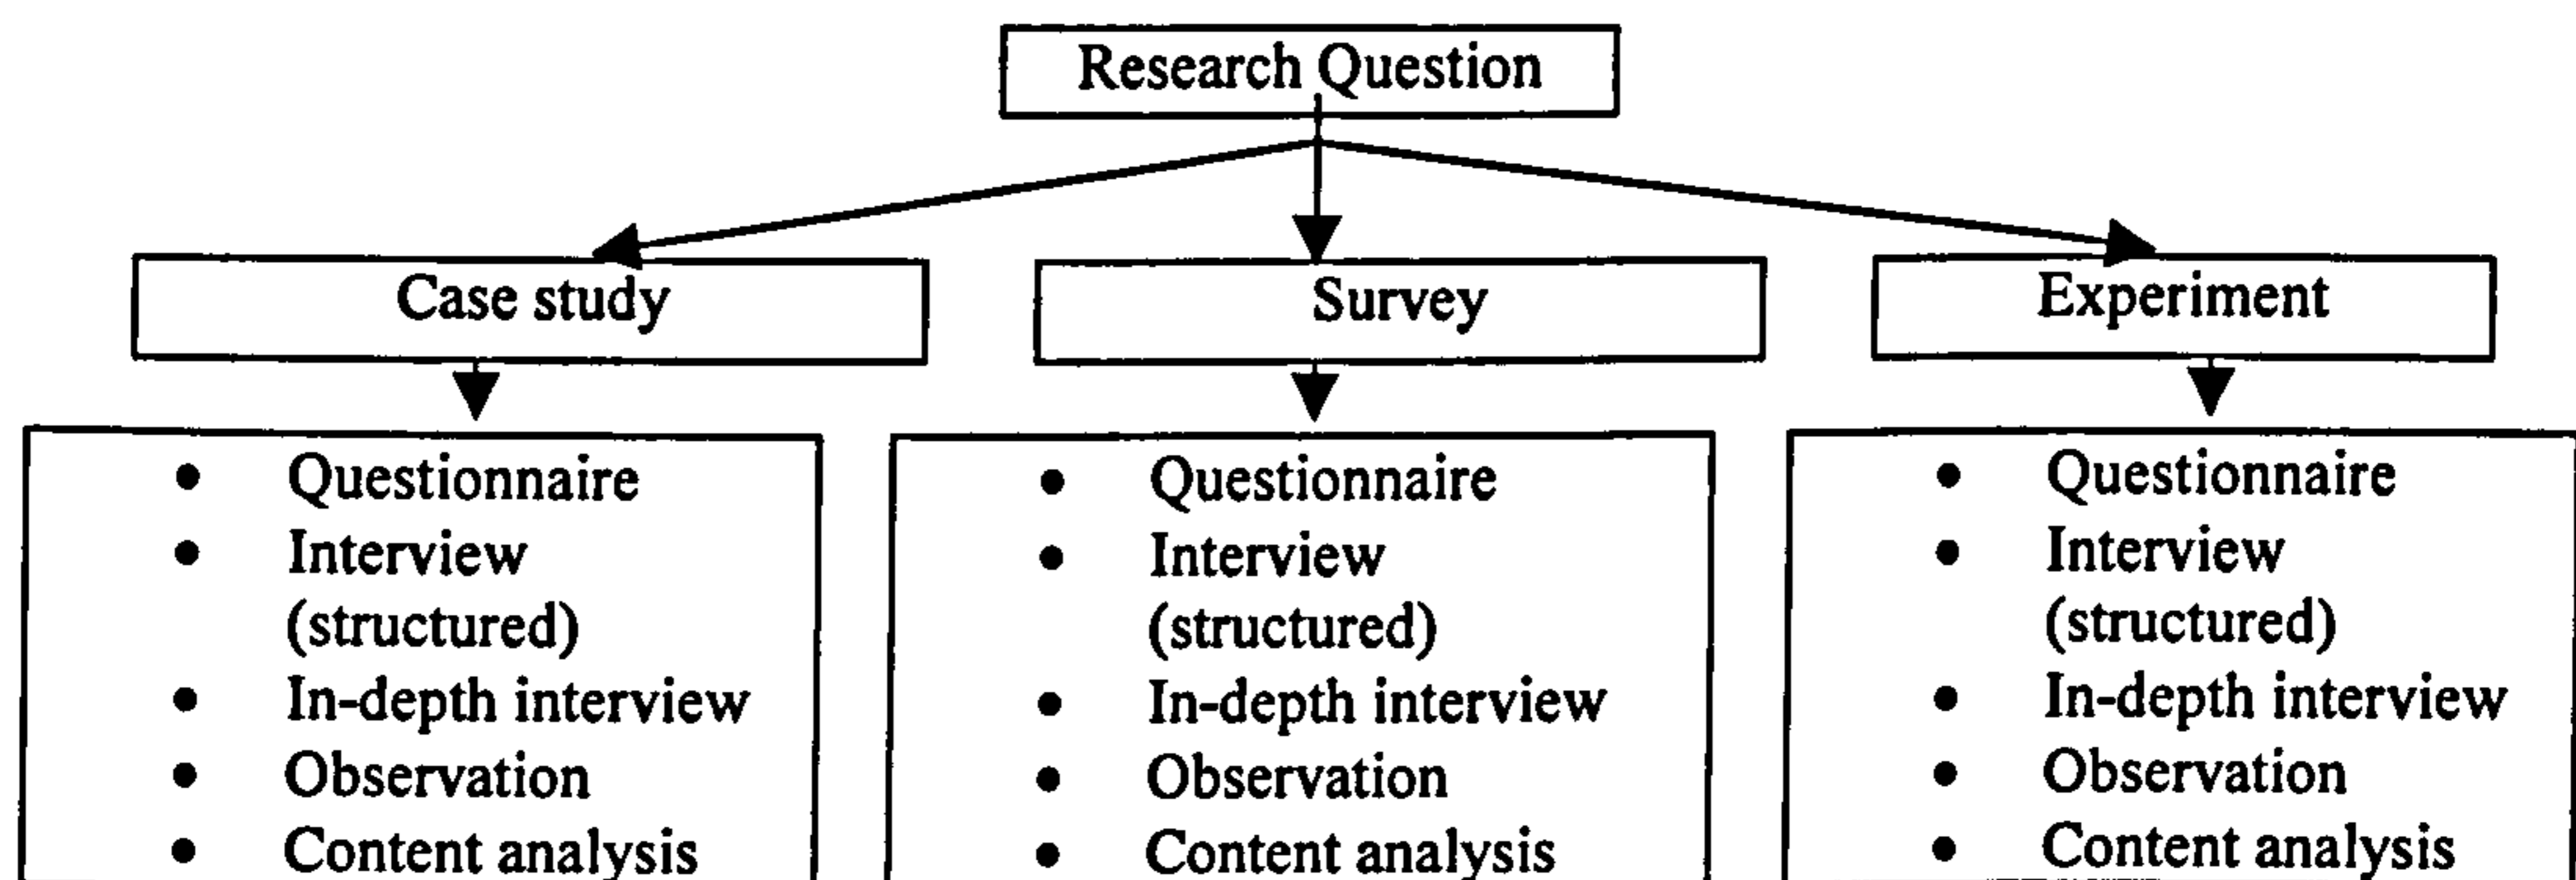 Research Question
Case study
Survey
Experiment
• Questionnaire
• Interview
(structured)
• In-depth interview
• Observation
• Content analysis
• Questionnaire
• Interview
(structured)
• In-depth interview
• Observation
• Content analysis
• Questionnaire
• Interview
(structured)
• In-depth interview
• Observation
• Content analysis